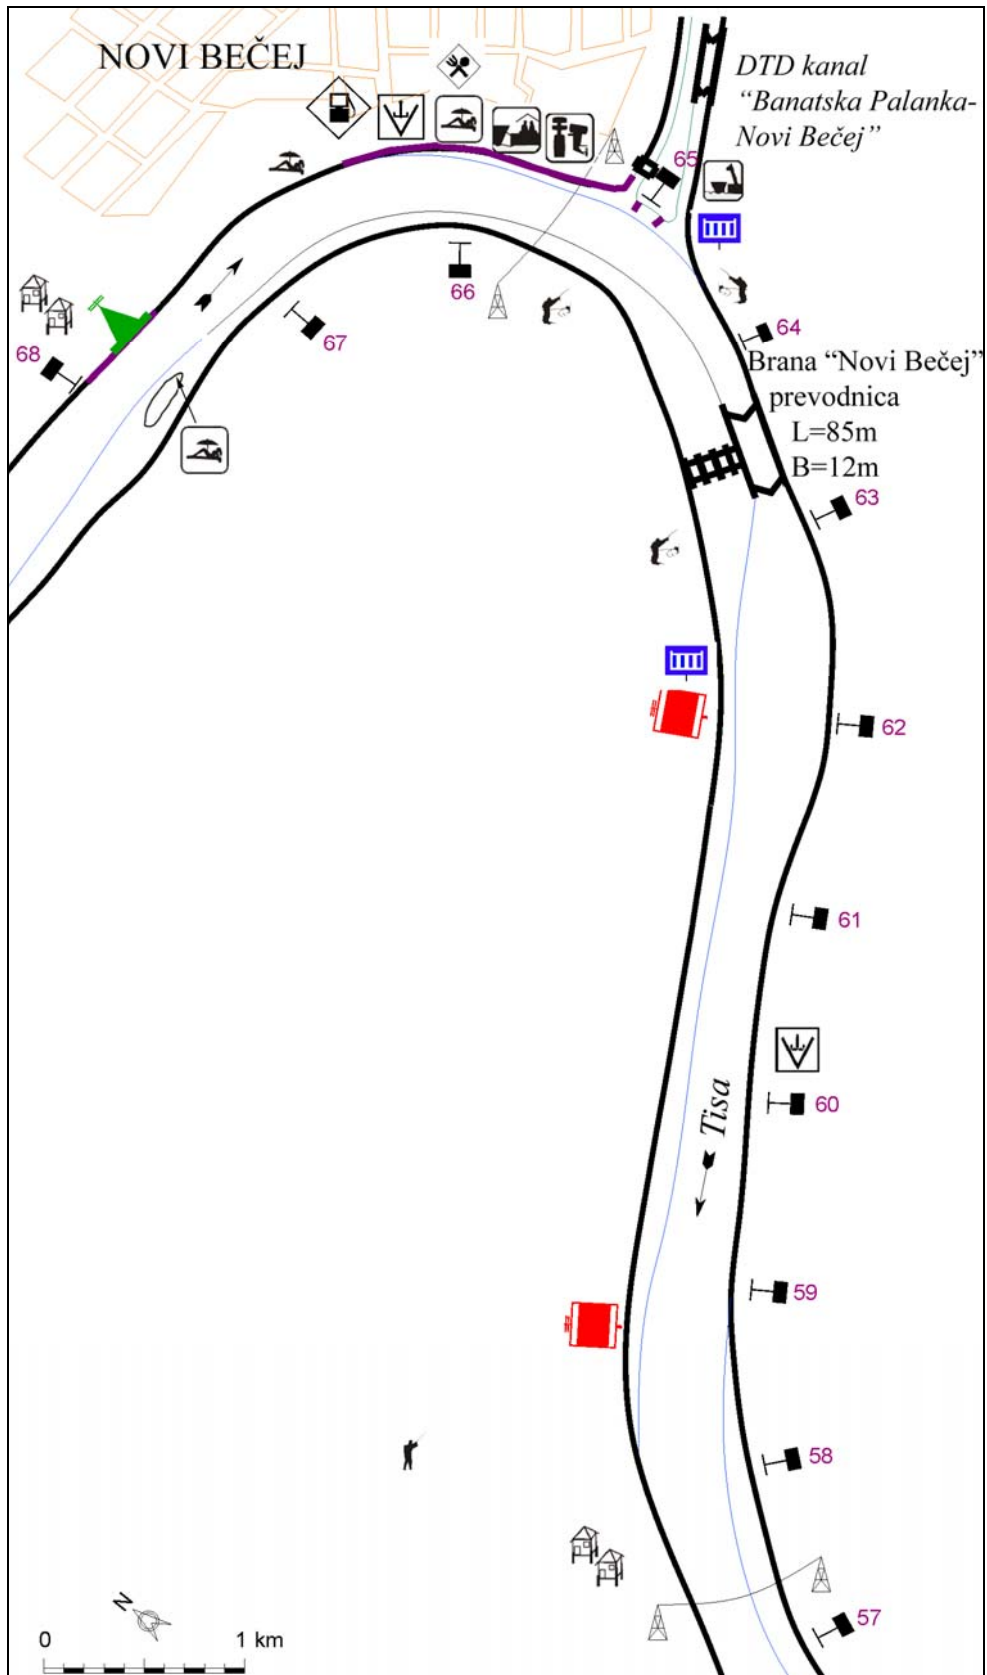 NOVI BEČEJ
DTD kanal
“Banatska Palanka-
Novi Bečej”
65
66
67
68
64
Brana “Novi Bečej”
prevodnica
L=85m
B=12m
63
62
61
60
Tisa
59
58
57
N
0 1 km